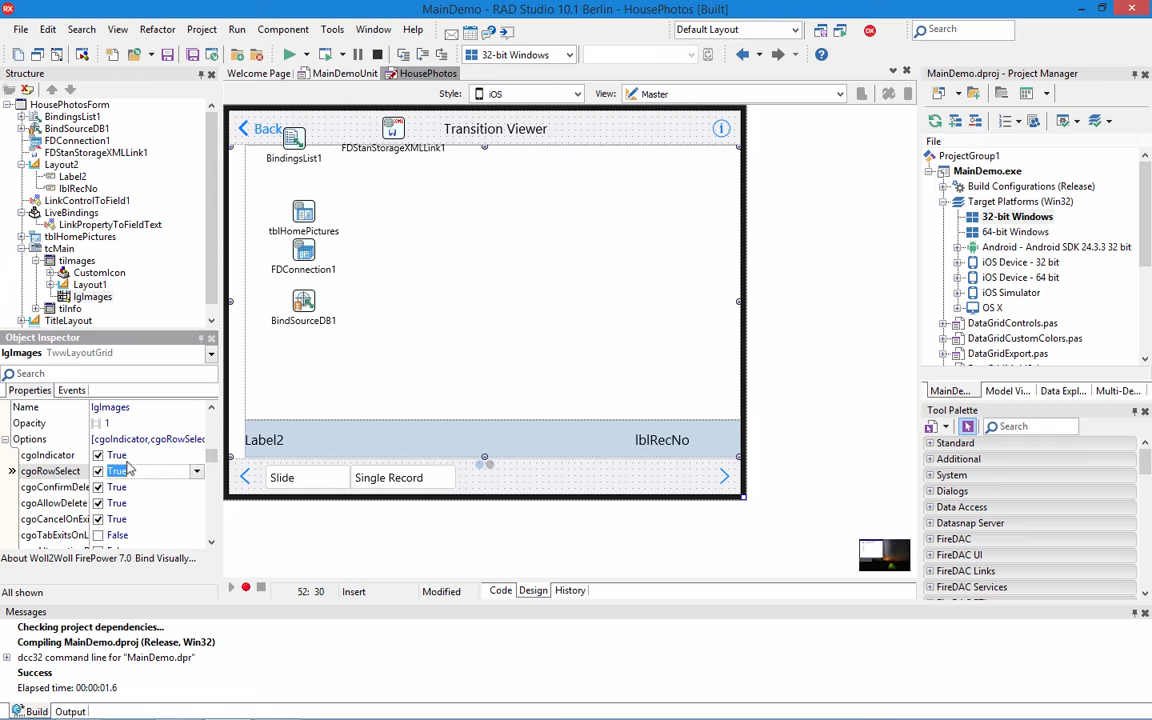 MainDemo - RAD Studio 10.1 Berlin - HousePhotos [Built]
File Edit Search View Refactor Project Run Component Tools Window Help
Default Layout
Search
32-bit Windows
Structure
Welcome Page MainDemoUnit HousePhotos
MainDemo.dproj - Project Manager
Style: iOS View: Master
HousePhotosForm
BindingsList1
BindSourceDB1
FDConnection1
FDStanStorageXMLLink1
Layout2
Label2
lblRecNo
LinkControlToField1
LiveBindings
LinkPropertyToFieldText
tblHomePictures
tcMain
tiImages
CustomIcon
Layout1
lgImages
tiInfo
TitleLayout
Back
Transition Viewer
BindingsList1
FDStanStorageXMLLink1
tblHomePictures
FDConnection1
BindSourceDB1
Label2
lblRecNo
Slide
Single Record
File
ProjectGroup1
MainDemo.exe
Build Configurations (Release)
Target Platforms (Win32)
32-bit Windows
64-bit Windows
Android - Android SDK 24.3.3 32 bit
iOS Device - 32 bit
iOS Device - 64 bit
iOS Simulator
OS X
DataGridControls.pas
DataGridCustomColors.pas
DataGridExport.pas
MainDe... Model Vi... Data Expl... Multi-De...
Object Inspector
lgImages TwwLayoutGrid
Search
Properties Events
Name lgImages
Opacity 1
Options [cgoIndicator,cgoRowSelec
cgoIndicator True
cgoRowSelect True
cgoConfirmDele True
cgoAllowDelete True
cgoCancelOnExi True
cgoTabExitsOnL False
About Woll2Woll FirePower 7.0 Bind Visually...
All shown
52: 30 Insert Modified Code Design History
Tool Palette
Search
Standard
Additional
System
Dialogs
Data Access
Datasnap Server
FireDAC
FireDAC UI
FireDAC Links
FireDAC Services
Messages
Checking project dependencies...
Compiling MainDemo.dproj (Release, Win32)
dcc32 command line for "MainDemo.dpr"
Success
Elapsed time: 00:00:01.6
Build Output